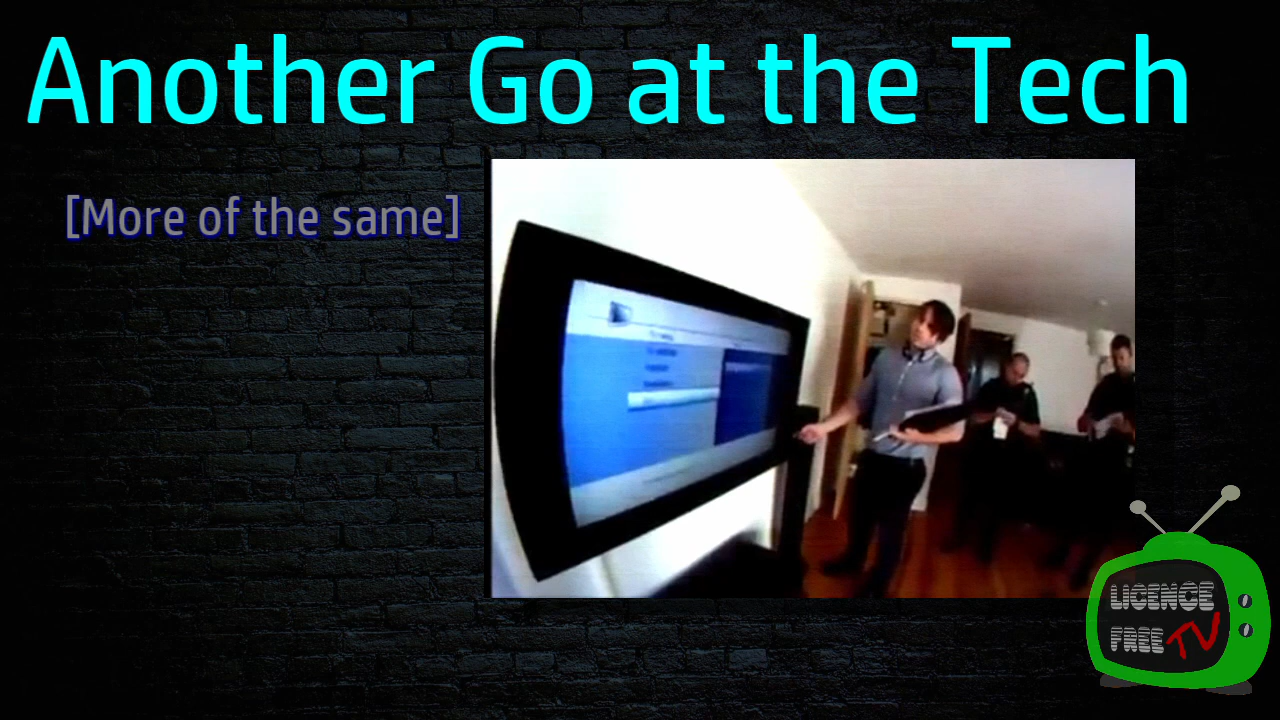 Another Go at the Tech
[More of the same]
LICENCE
FREE TV